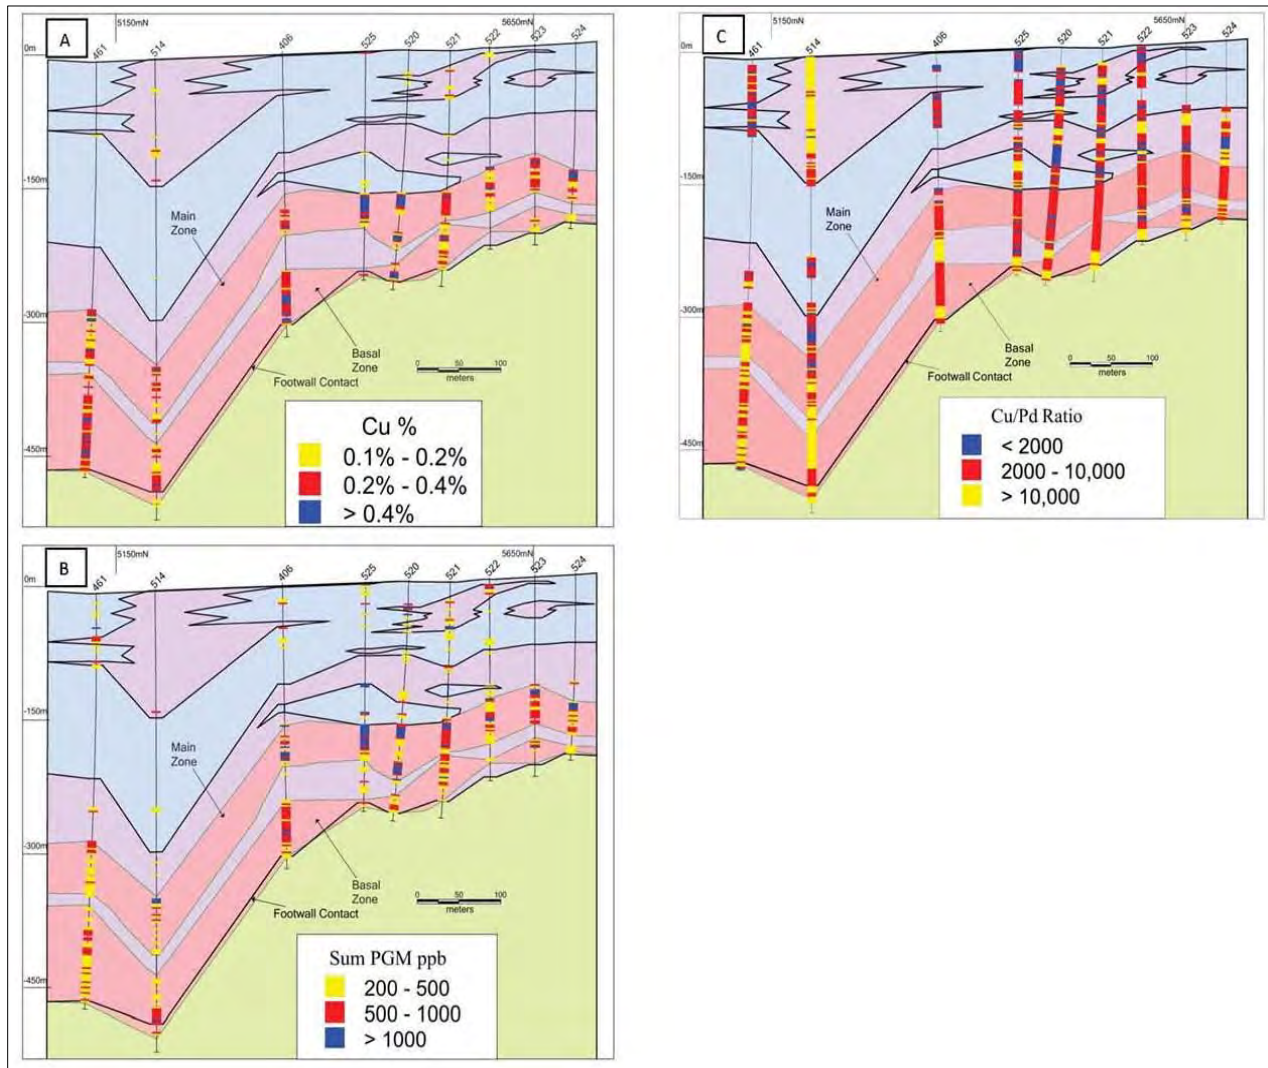 A
5150mN
5650mN
461
514
406
525
520
521
522
523
524
0m
-150m
-300m
-450m
Main
Zone
Basal
Zone
Footwall Contact
0 50 100
meters
Cu %
0.1% - 0.2%
0.2% - 0.4%
> 0.4%
C
5150mN
5650mN
461
514
406
525
520
521
522
523
524
0m
-150m
-300m
-450m
Main
Zone
Basal
Zone
Footwall Contact
0 50 100
meters
Cu/Pd Ratio
< 2000
2000 - 10,000
> 10,000
B
5150mN
5650mN
461
514
406
525
520
521
522
523
524
0m
-150m
-300m
-450m
Main
Zone
Basal
Zone
Footwall Contact
0 50 100
meters
Sum PGM ppb
200 - 500
500 - 1000
> 1000